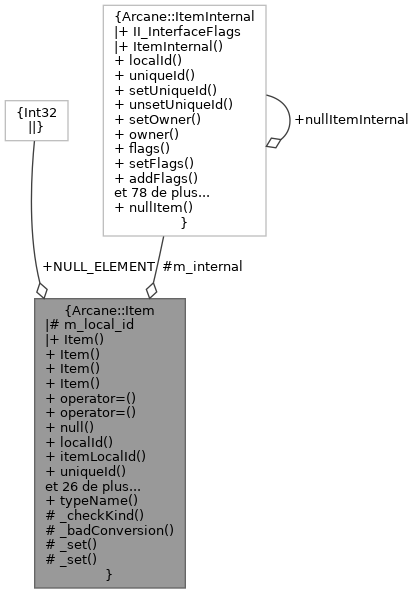 {Arcane::ItemInternal
|+ II_InterfaceFlags
|+ ItemInternal()
+ localId()
+ uniqueId()
+ setUniqueId()
+ unsetUniqueId()
+ setOwner()
+ owner()
+ flags()
+ setFlags()
+ addFlags()
et 78 de plus...
+ nullItem()
}
+nullItemInternal
{Int32
||}
+NULL_ELEMENT
#m_internal
{Arcane::Item
|# m_local_id
|+ Item()
+ Item()
+ Item()
+ Item()
+ operator=()
+ operator=()
+ null()
+ localId()
+ itemLocalId()
+ uniqueId()
et 26 de plus...
+ typeName()
# _checkKind()
# _badConversion()
# _set()
# _set()
}